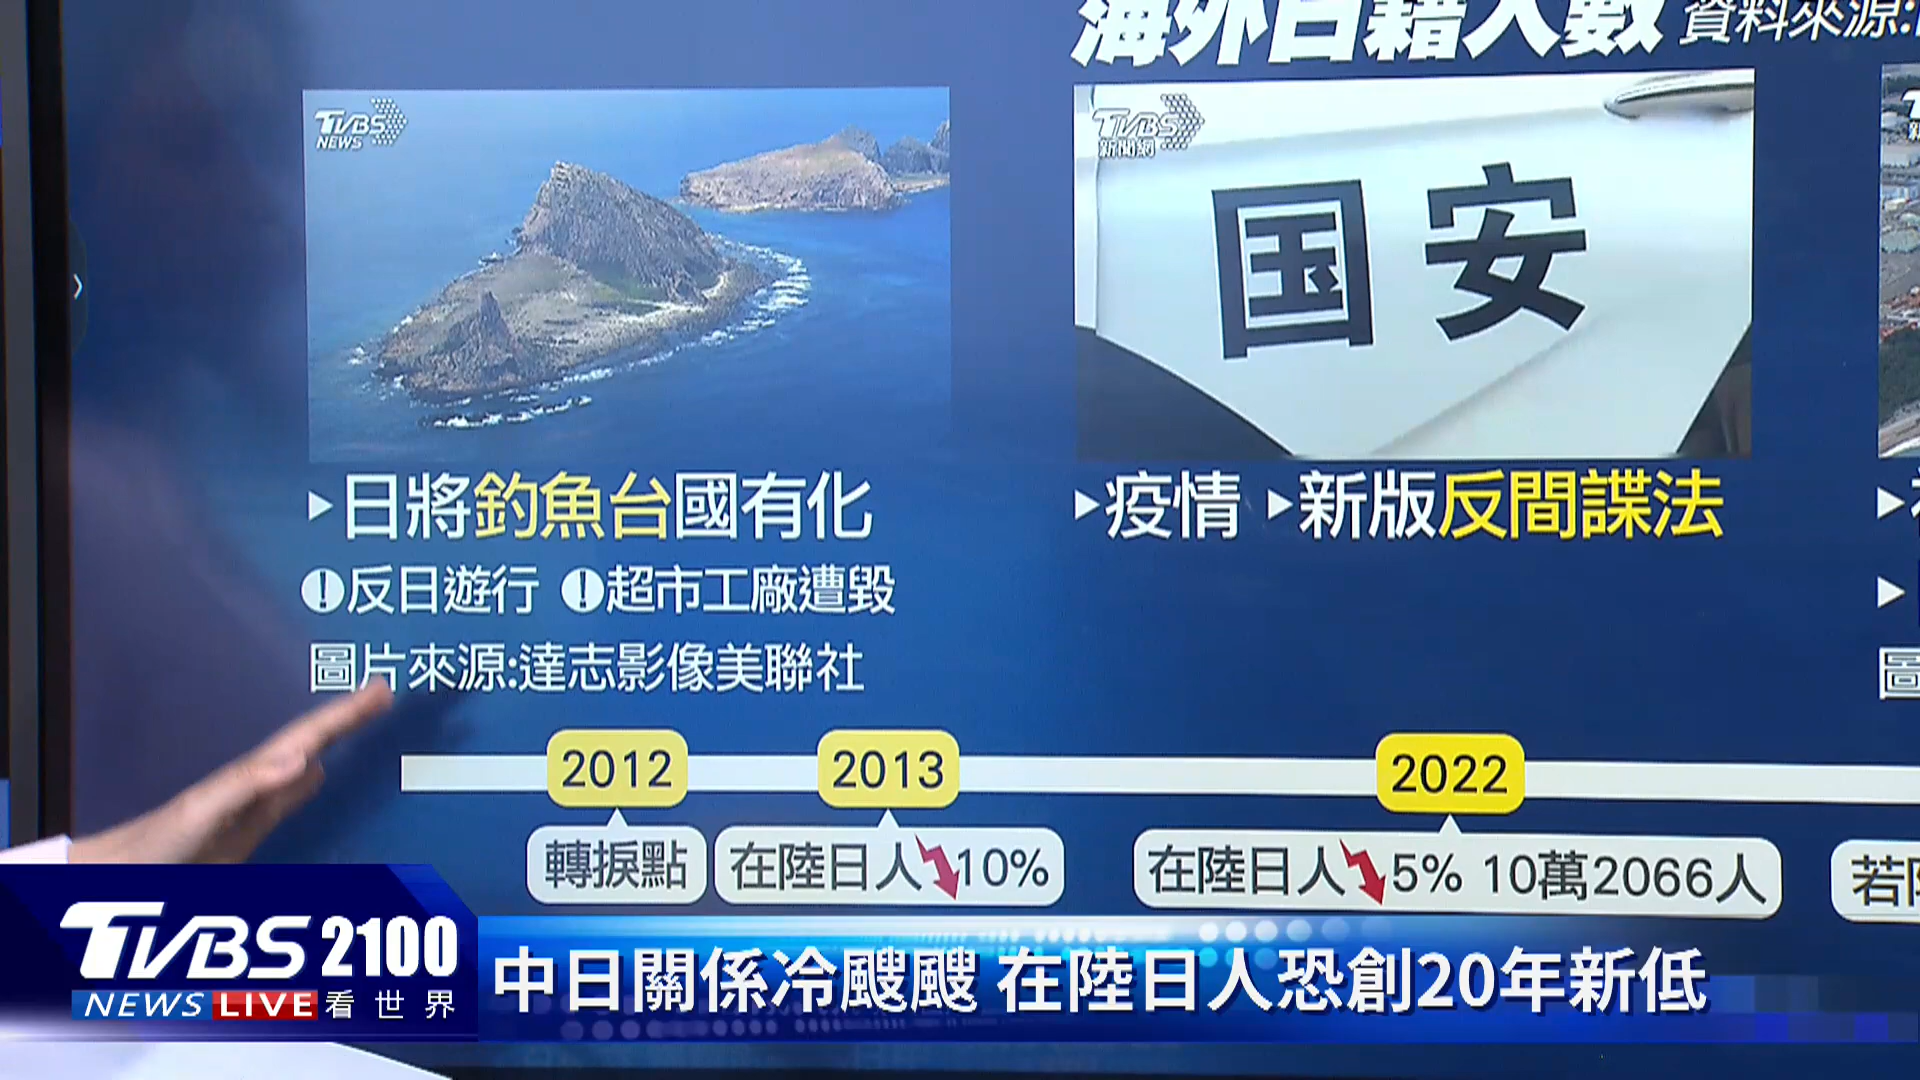 海外日籍人數 資料來源:
TVBS
NEWS
TVBS
新聞網
国安
▸日將釣魚台國有化
!反日遊行 !超市工廠遭毀
圖片來源:達志影像美聯社
▸疫情 ▸新版反間諜法
圖
2012
2013
2022
轉捩點
在陸日人↘10%
在陸日人↘5% 10萬2066人
若
TVBS 2100
NEWS LIVE 看世界
中日關係冷颼颼 在陸日人恐創20年新低